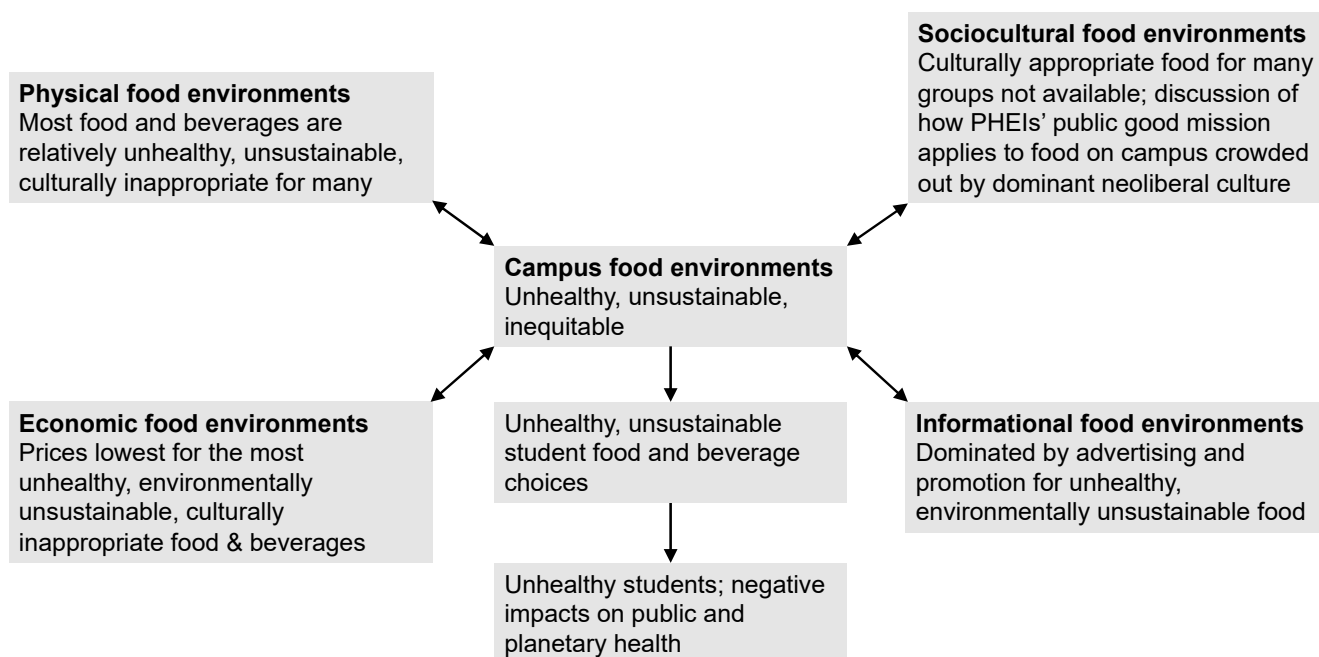 Physical food environments
Most food and beverages are
relatively unhealthy, unsustainable,
culturally inappropriate for many
Sociocultural food environments
Culturally appropriate food for many
groups not available; discussion of
how PHEIs’ public good mission
applies to food on campus crowded
out by dominant neoliberal culture
Campus food environments
Unhealthy, unsustainable,
inequitable
Economic food environments
Prices lowest for the most
unhealthy, environmentally
unsustainable, culturally
inappropriate food & beverages
Unhealthy, unsustainable
student food and beverage
choices
Informational food environments
Dominated by advertising and
promotion for unhealthy,
environmentally unsustainable food
Unhealthy students; negative
impacts on public and
planetary health